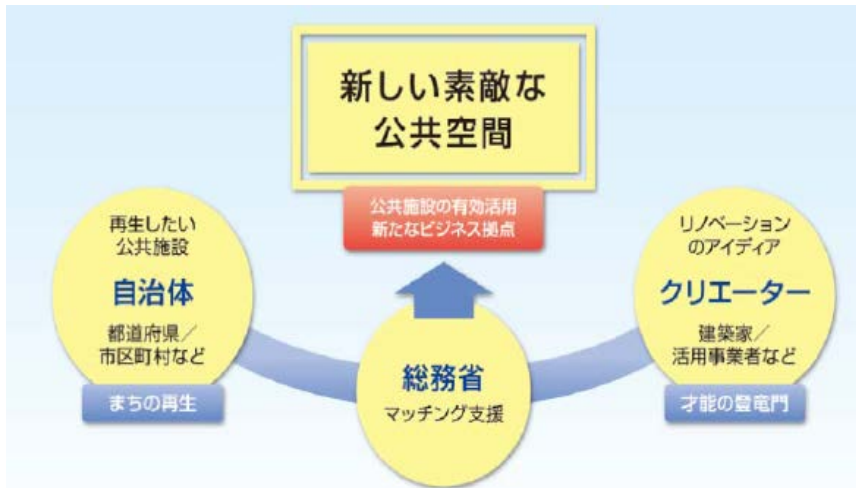 新しい素敵な
公共空間
公共施設の有効活用
新たなビジネス拠点
再生したい
公共施設
自治体
都道府県／
市区町村など
まちの再生
総務省
マッチング支援
リノベーション
のアイディア
クリエーター
建築家／
活用事業者など
才能の登竜門